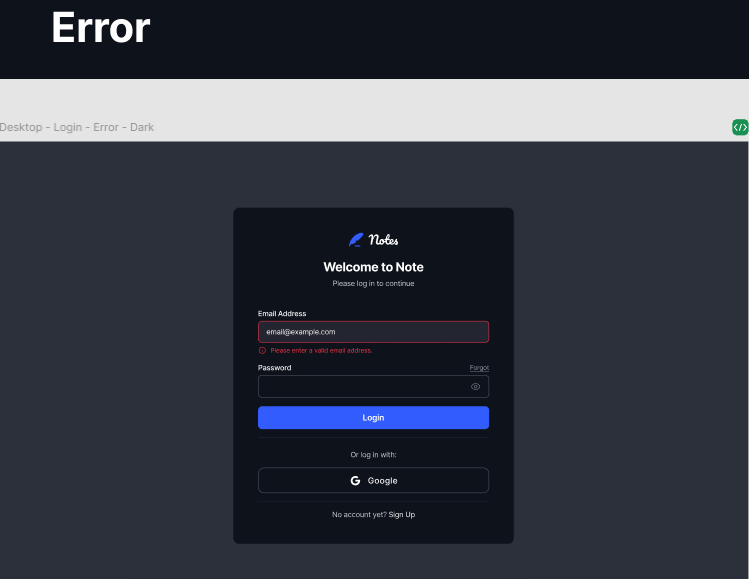 Error
Desktop - Login - Error - Dark
</>
Notes
Welcome to Note
Please log in to continue
Email Address
email@example.com
Please enter a valid email address.
Password Forgot
Login
Or log in with:
G Google
No account yet? Sign Up